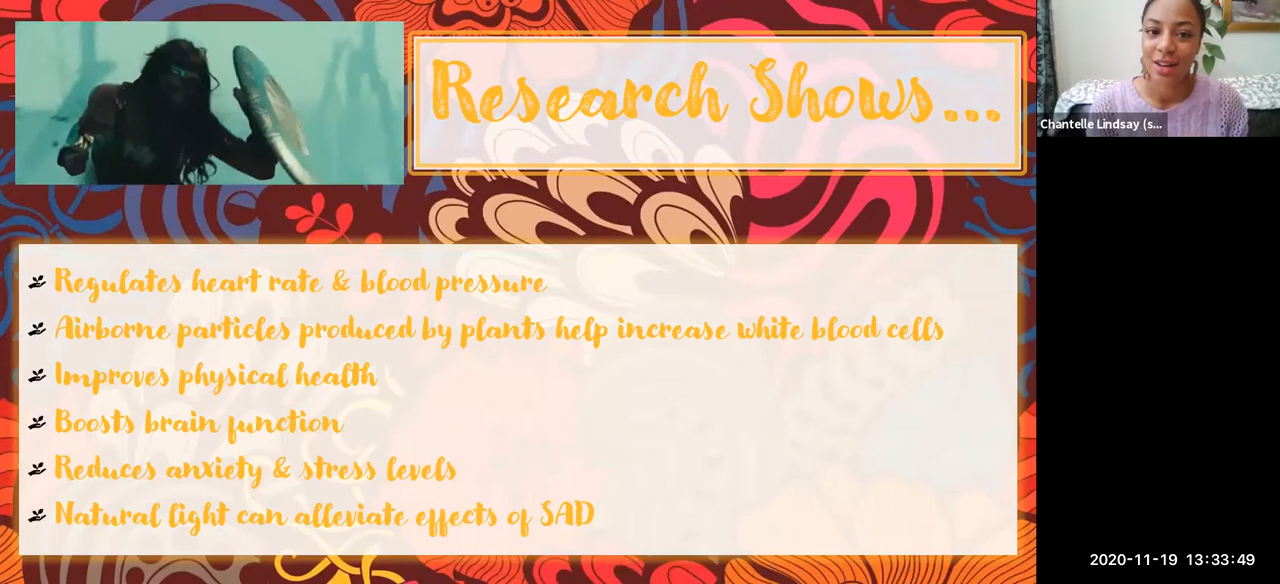 Research Shows...
Chantelle Lindsay (s...
Regulates heart rate & blood pressure
Airborne particles produced by plants help increase white blood cells
Improves physical health
Boosts brain function
Reduces anxiety & stress levels
Natural light can alleviate effects of SAD
2020-11-19 13:33:49